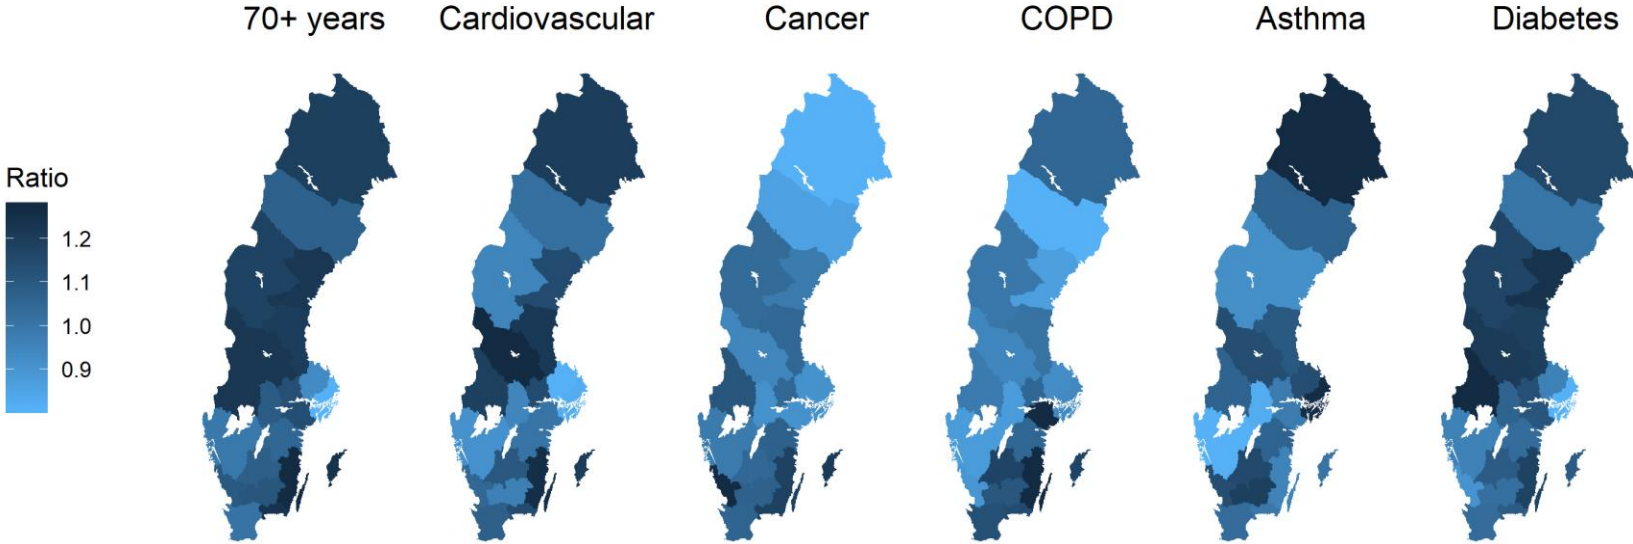 70+ years Cardiovascular Cancer COPD Asthma Diabetes
Ratio
1.2
1.1
1.0
0.9